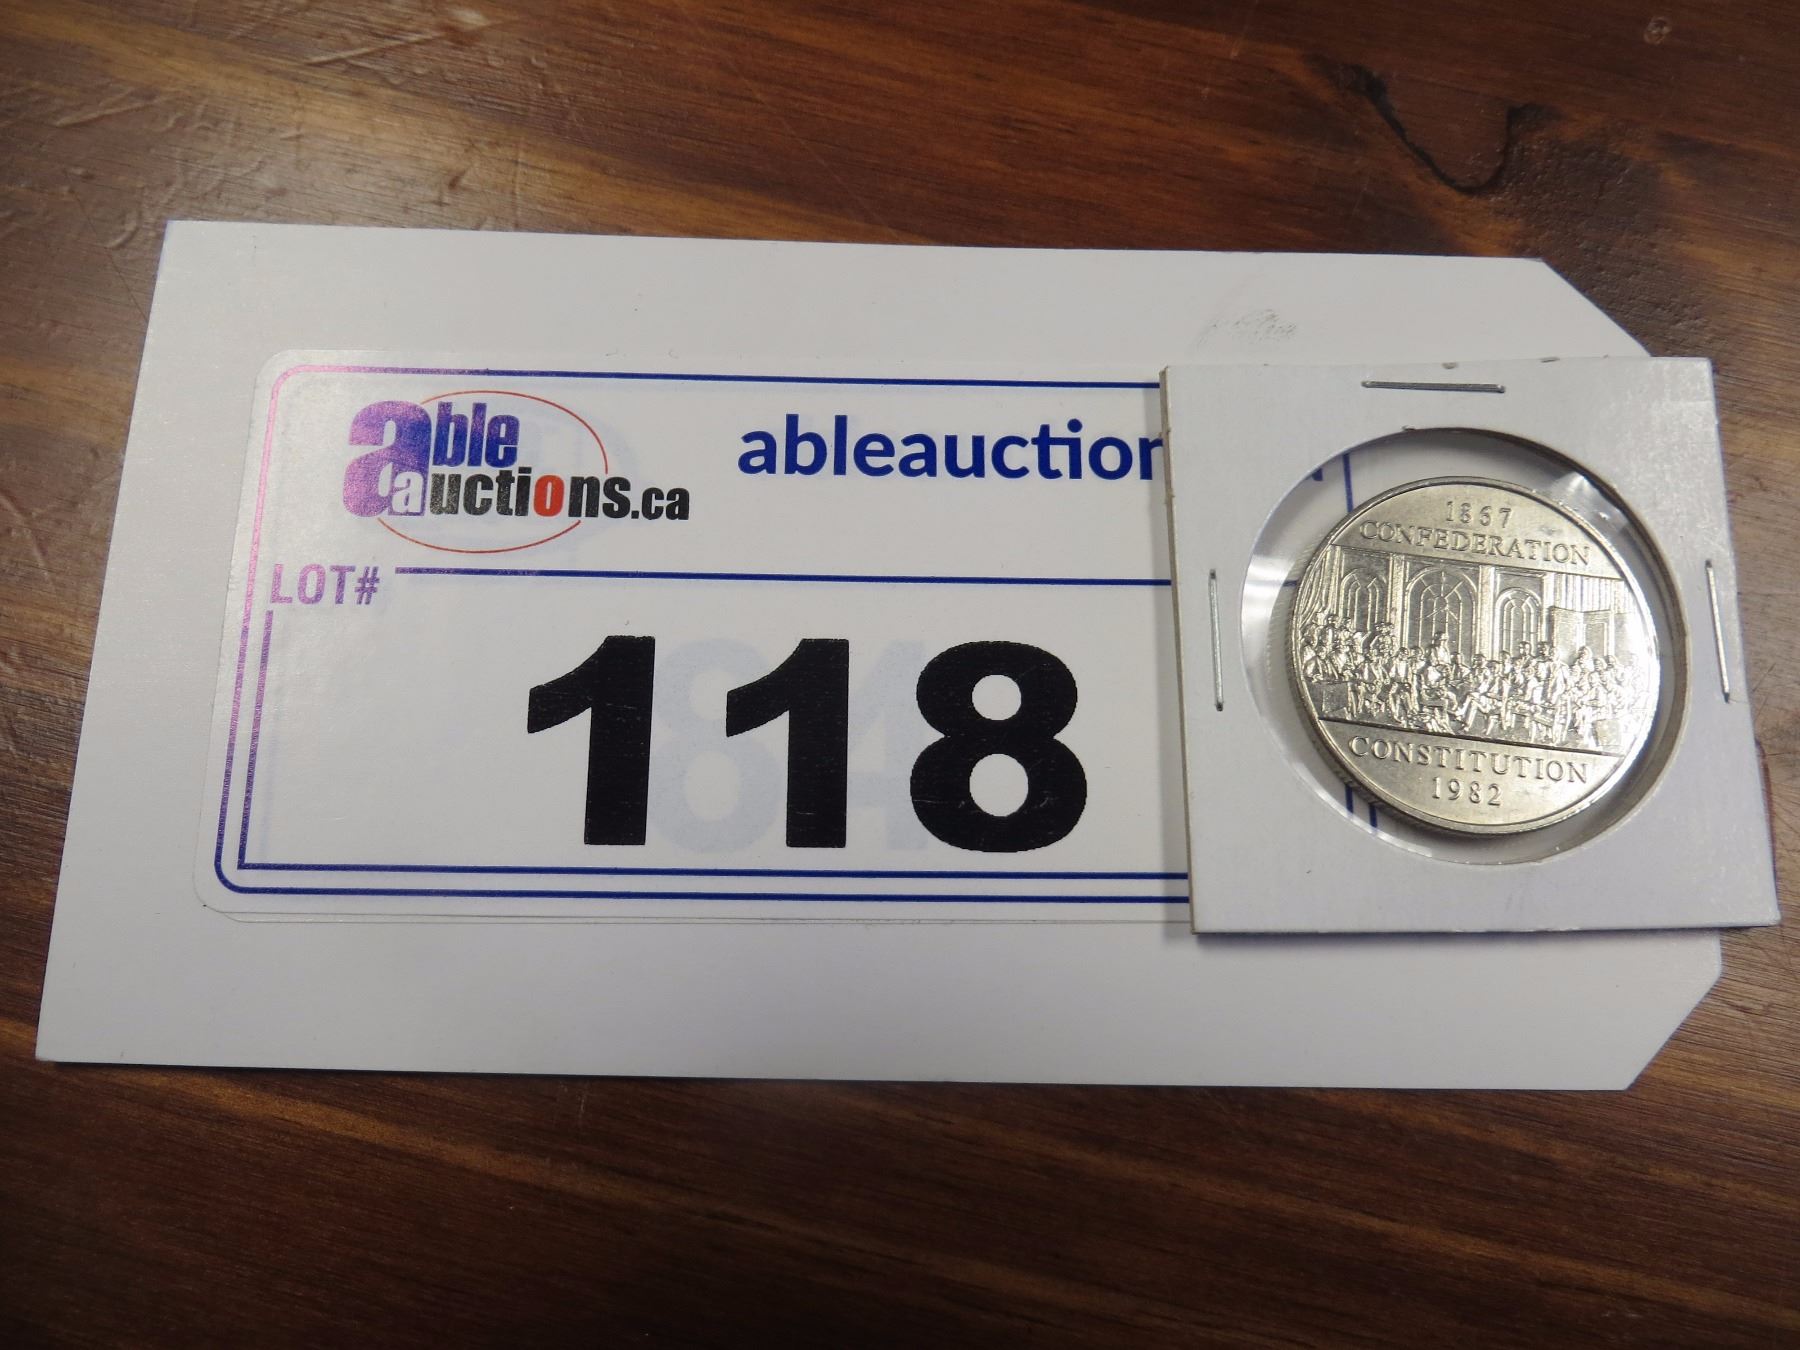 able
auctions.ca
ableauction
LOT#
118
1867
CONFEDERATION
CONSTITUTION
1982